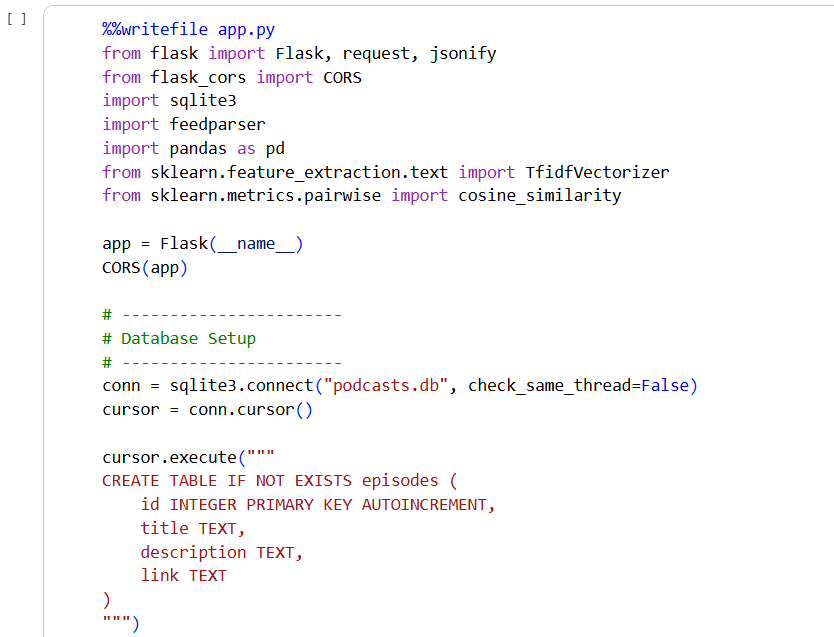 [ ]
%%writefile app.py
from flask import Flask, request, jsonify
from flask_cors import CORS
import sqlite3
import feedparser
import pandas as pd
from sklearn.feature_extraction.text import TfidfVectorizer
from sklearn.metrics.pairwise import cosine_similarity

app = Flask(__name__)
CORS(app)

# -----------------------
# Database Setup
# -----------------------
conn = sqlite3.connect("podcasts.db", check_same_thread=False)
cursor = conn.cursor()

cursor.execute("""
CREATE TABLE IF NOT EXISTS episodes (
    id INTEGER PRIMARY KEY AUTOINCREMENT,
    title TEXT,
    description TEXT,
    link TEXT
)
""")